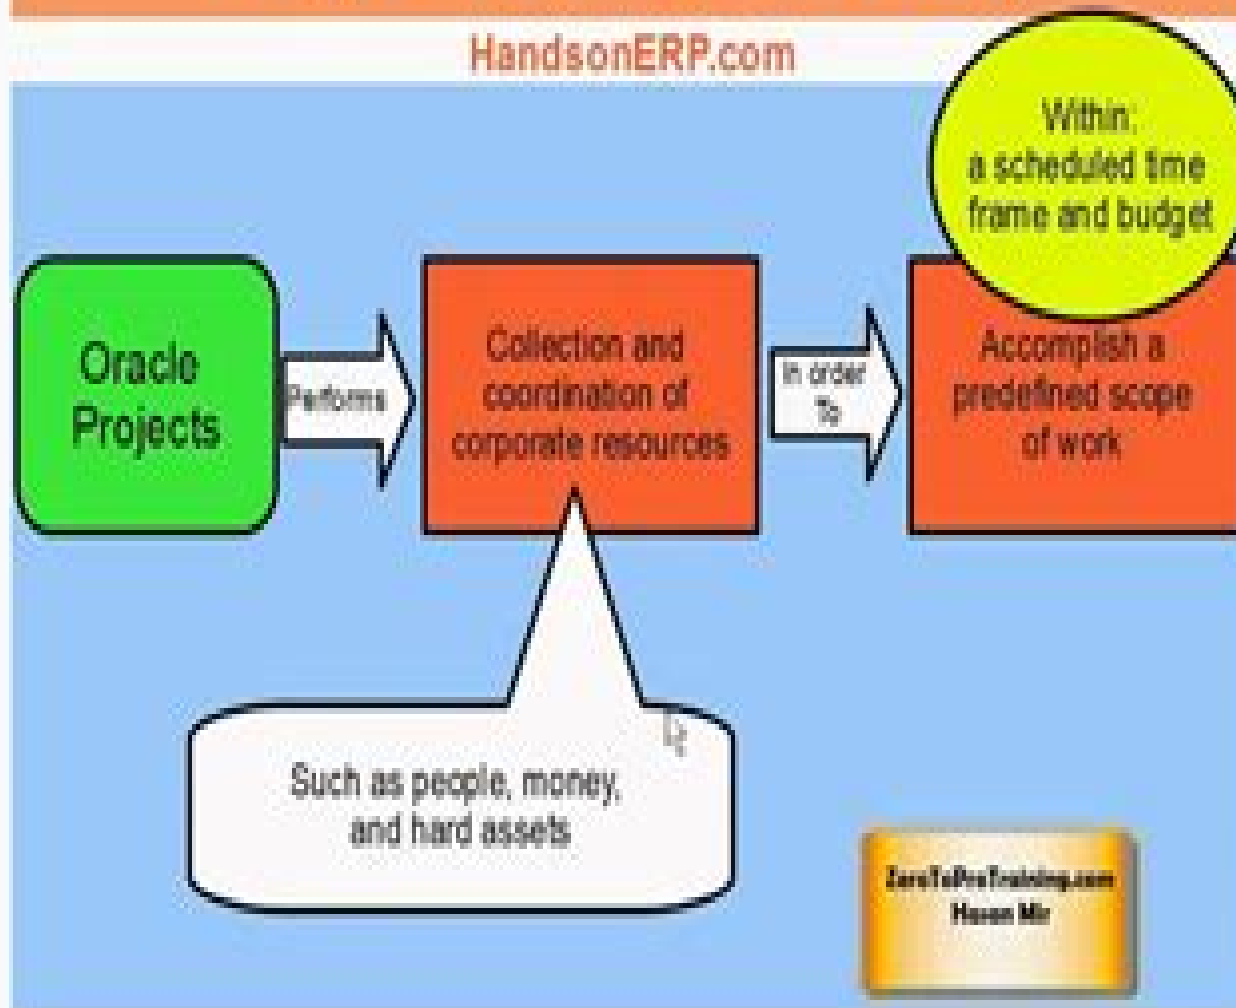 HandsonERP.com
Within:
a scheduled time
frame and budget
Oracle
Projects
Performs
Collection and
coordination of
corporate resources
In order
To
Accomplish a
predefined scope
of work
Such as people, money,
and hard assets
ZeroToProTraining.com
Hasan Mir